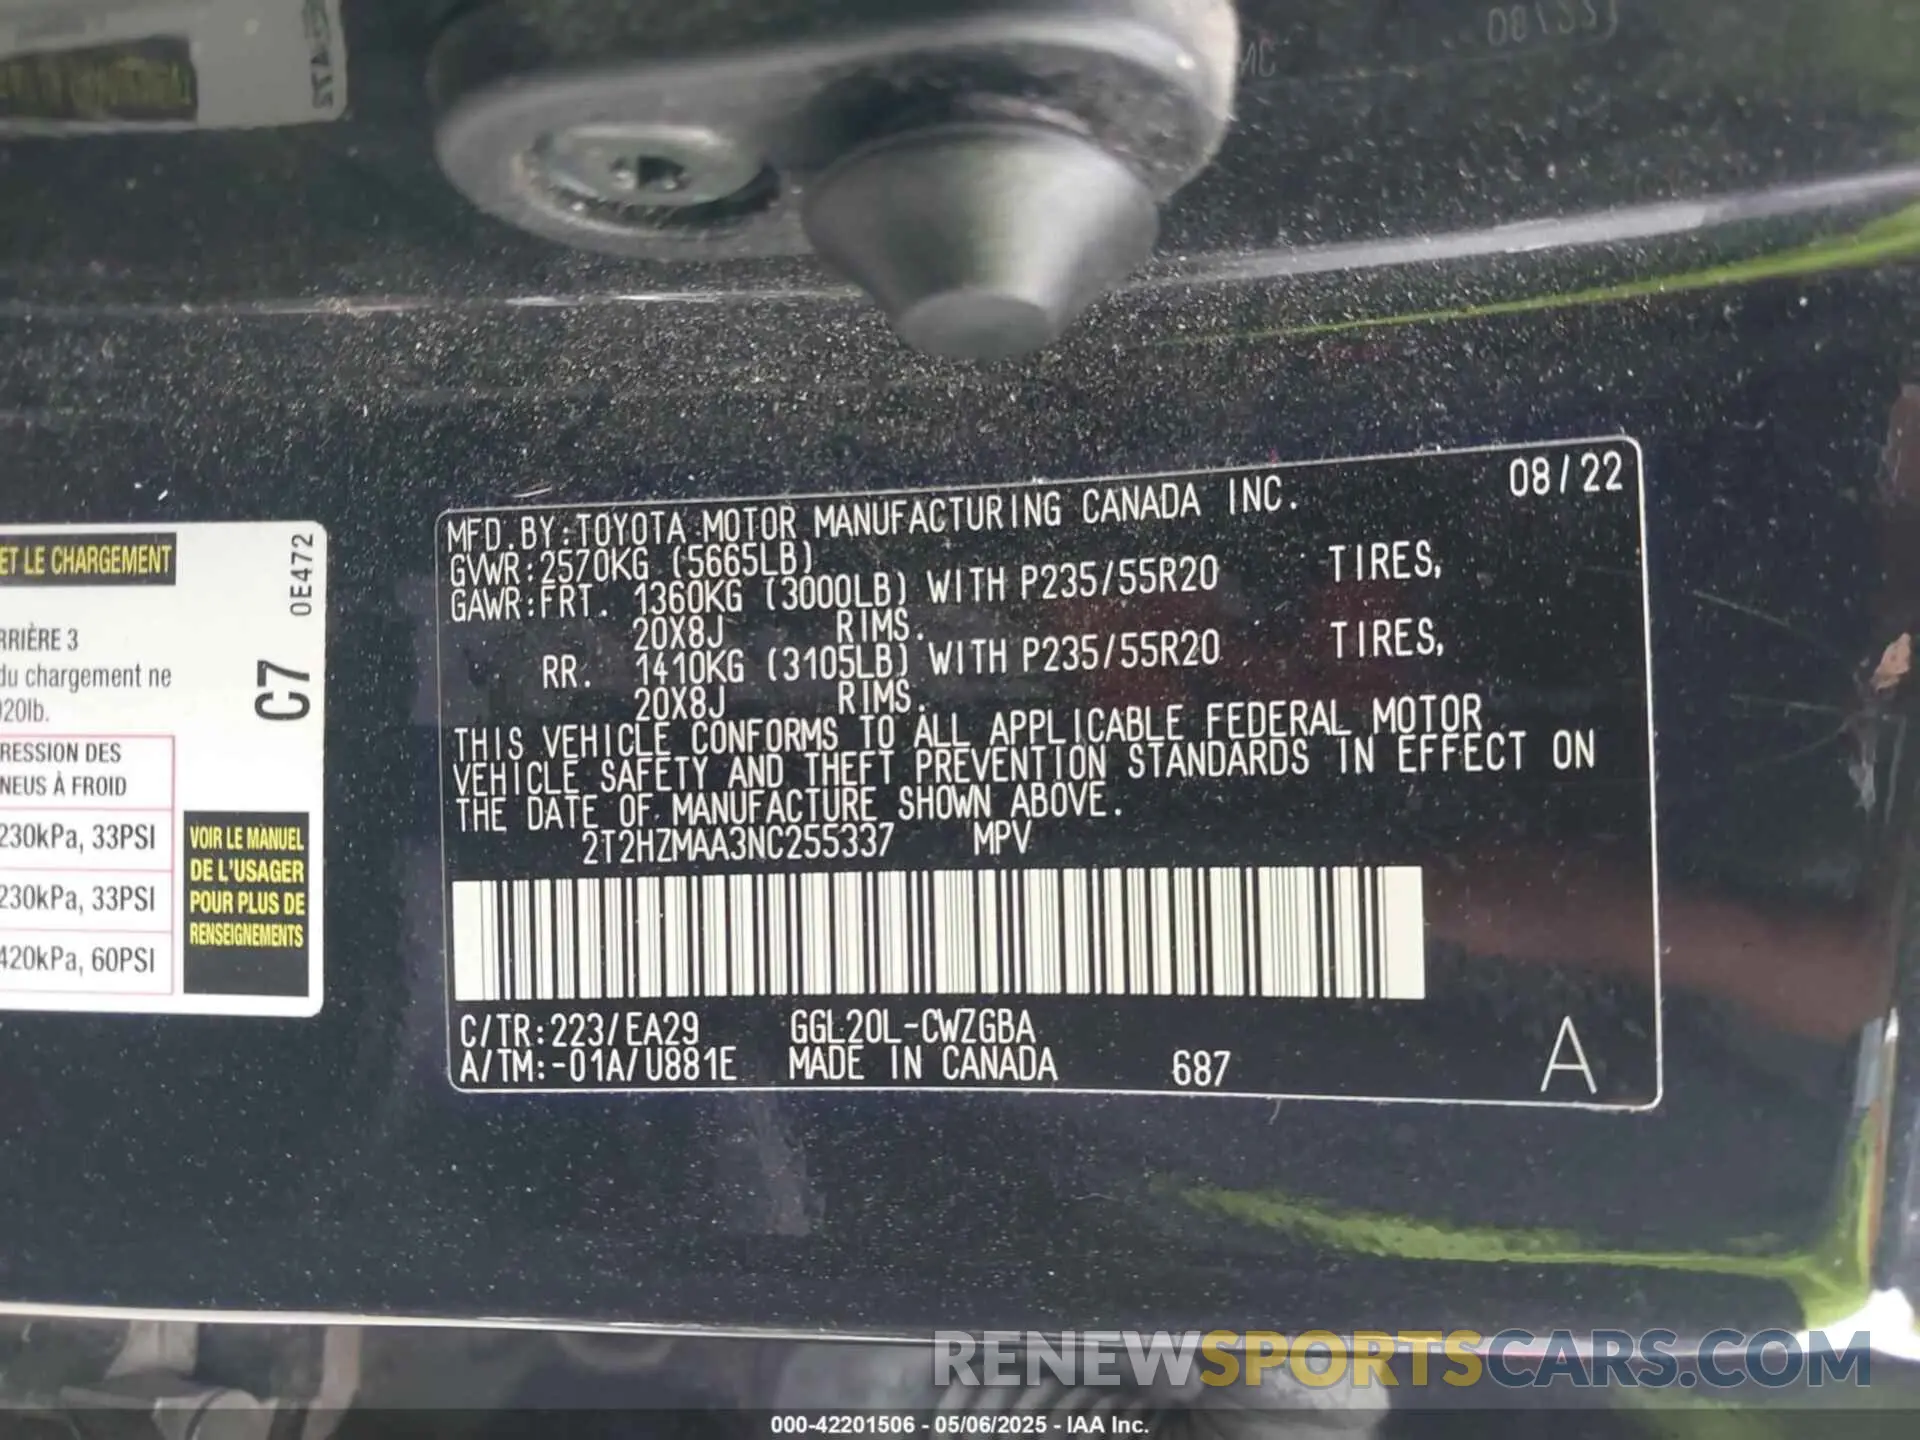 081221
MC
ET LE CHARGEMENT
0E472
C7
RRIÈRE 3
du chargement ne
020lb.
RESSION DES
NEUS À FROID
230kPa, 33PSI
230kPa, 33PSI
420kPa, 60PSI
VOIR LE MANUEL
DE L'USAGER
POUR PLUS DE
RENSEIGNEMENTS
MFD.BY:TOYOTA MOTOR MANUFACTURING CANADA INC. 08/22
GVWR:2570KG (5665LB)
GAWR:FRT. 1360KG (3000LB) WITH P235/55R20 TIRES,
20X8J RIMS.
RR. 1410KG (3105LB) WITH P235/55R20 TIRES,
20X8J RIMS.
THIS VEHICLE CONFORMS TO ALL APPLICABLE FEDERAL MOTOR
VEHICLE SAFETY AND THEFT PREVENTION STANDARDS IN EFFECT ON
THE DATE OF MANUFACTURE SHOWN ABOVE.
2T2HZMAA3NC255337 MPV
C/TR:223/EA29 GGL20L-CWZGBA
A/TM:-01A/U881E MADE IN CANADA 687 A
RENEWSPORTSCARS.COM
000-42201506 - 05/06/2025 - IAA Inc.